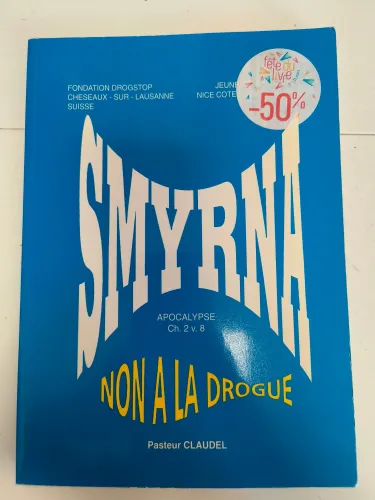 FONDATION DROGSTOP
CHESEAUX - SUR - LAUSANNE
SUISSE
JEUNE
NICE COTE
fête du
livre
-50%
SMYRNA
APOCALYPSE
Ch. 2 v. 8
NON A LA DROGUE
Pasteur CLAUDEL